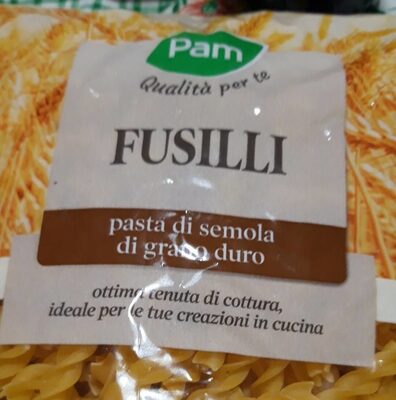 Pam
Qualità per te
FUSILLI
pasta di semola
di grano duro
ottima tenuta di cottura,
ideale per le tue creazioni in cucina